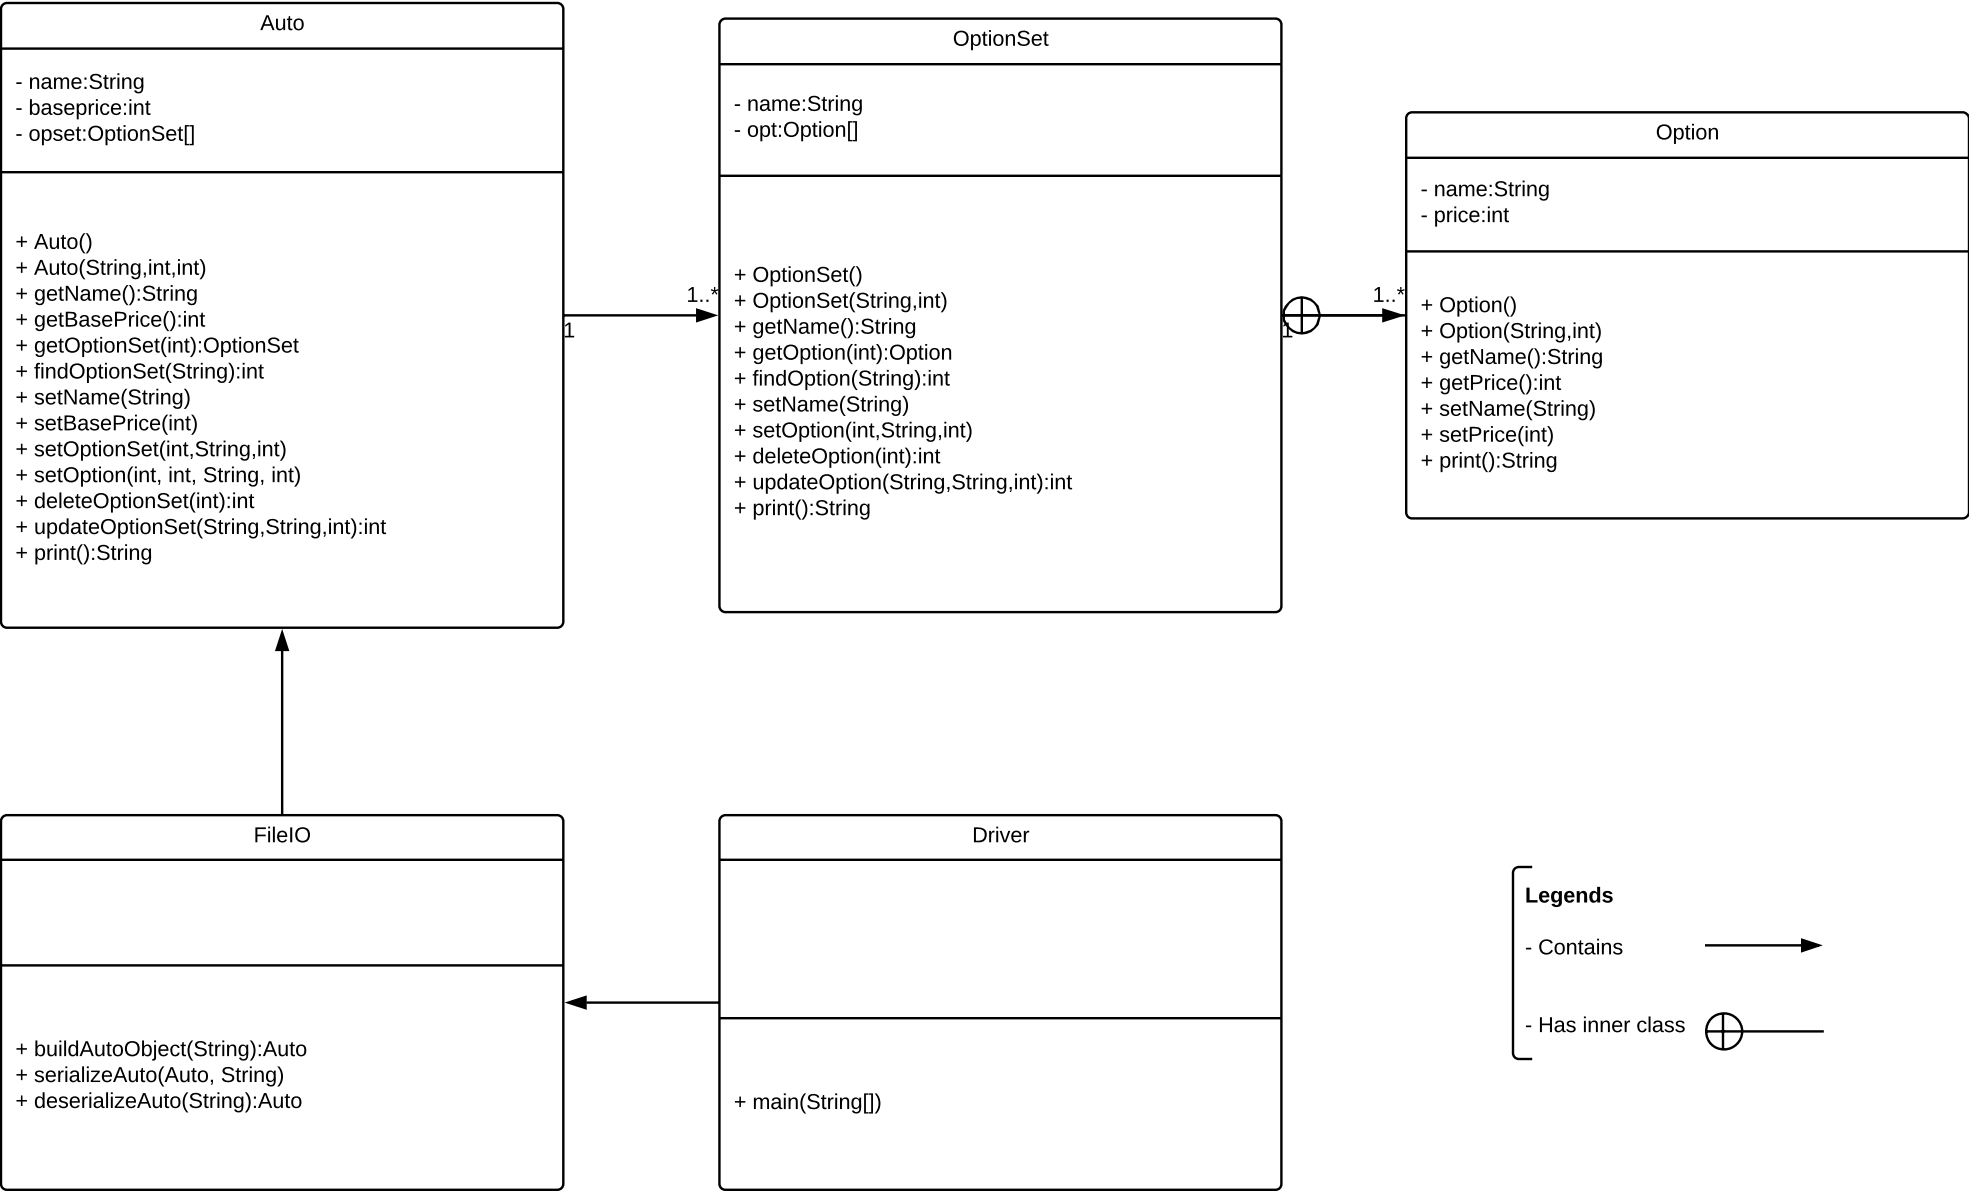 Auto
- name:String
- baseprice:int
- opset:OptionSet[]
+ Auto()
+ Auto(String,int,int)
+ getName():String
+ getBasePrice():int
+ getOptionSet(int):OptionSet
+ findOptionSet(String):int
+ setName(String)
+ setBasePrice(int)
+ setOptionSet(int,String,int)
+ setOption(int, int, String, int)
+ deleteOptionSet(int):int
+ updateOptionSet(String,String,int):int
+ print():String
1
1..*
OptionSet
- name:String
- opt:Option[]
+ OptionSet()
+ OptionSet(String,int)
+ getName():String
+ getOption(int):Option
+ findOption(String):int
+ setName(String)
+ setOption(int,String,int)
+ deleteOption(int):int
+ updateOption(String,String,int):int
+ print():String
1
1..*
Option
- name:String
- price:int
+ Option()
+ Option(String,int)
+ getName():String
+ getPrice():int
+ setName(String)
+ setPrice(int)
+ print():String
FileIO
+ buildAutoObject(String):Auto
+ serializeAuto(Auto, String)
+ deserializeAuto(String):Auto
Driver
+ main(String[])
Legends
- Contains
- Has inner class